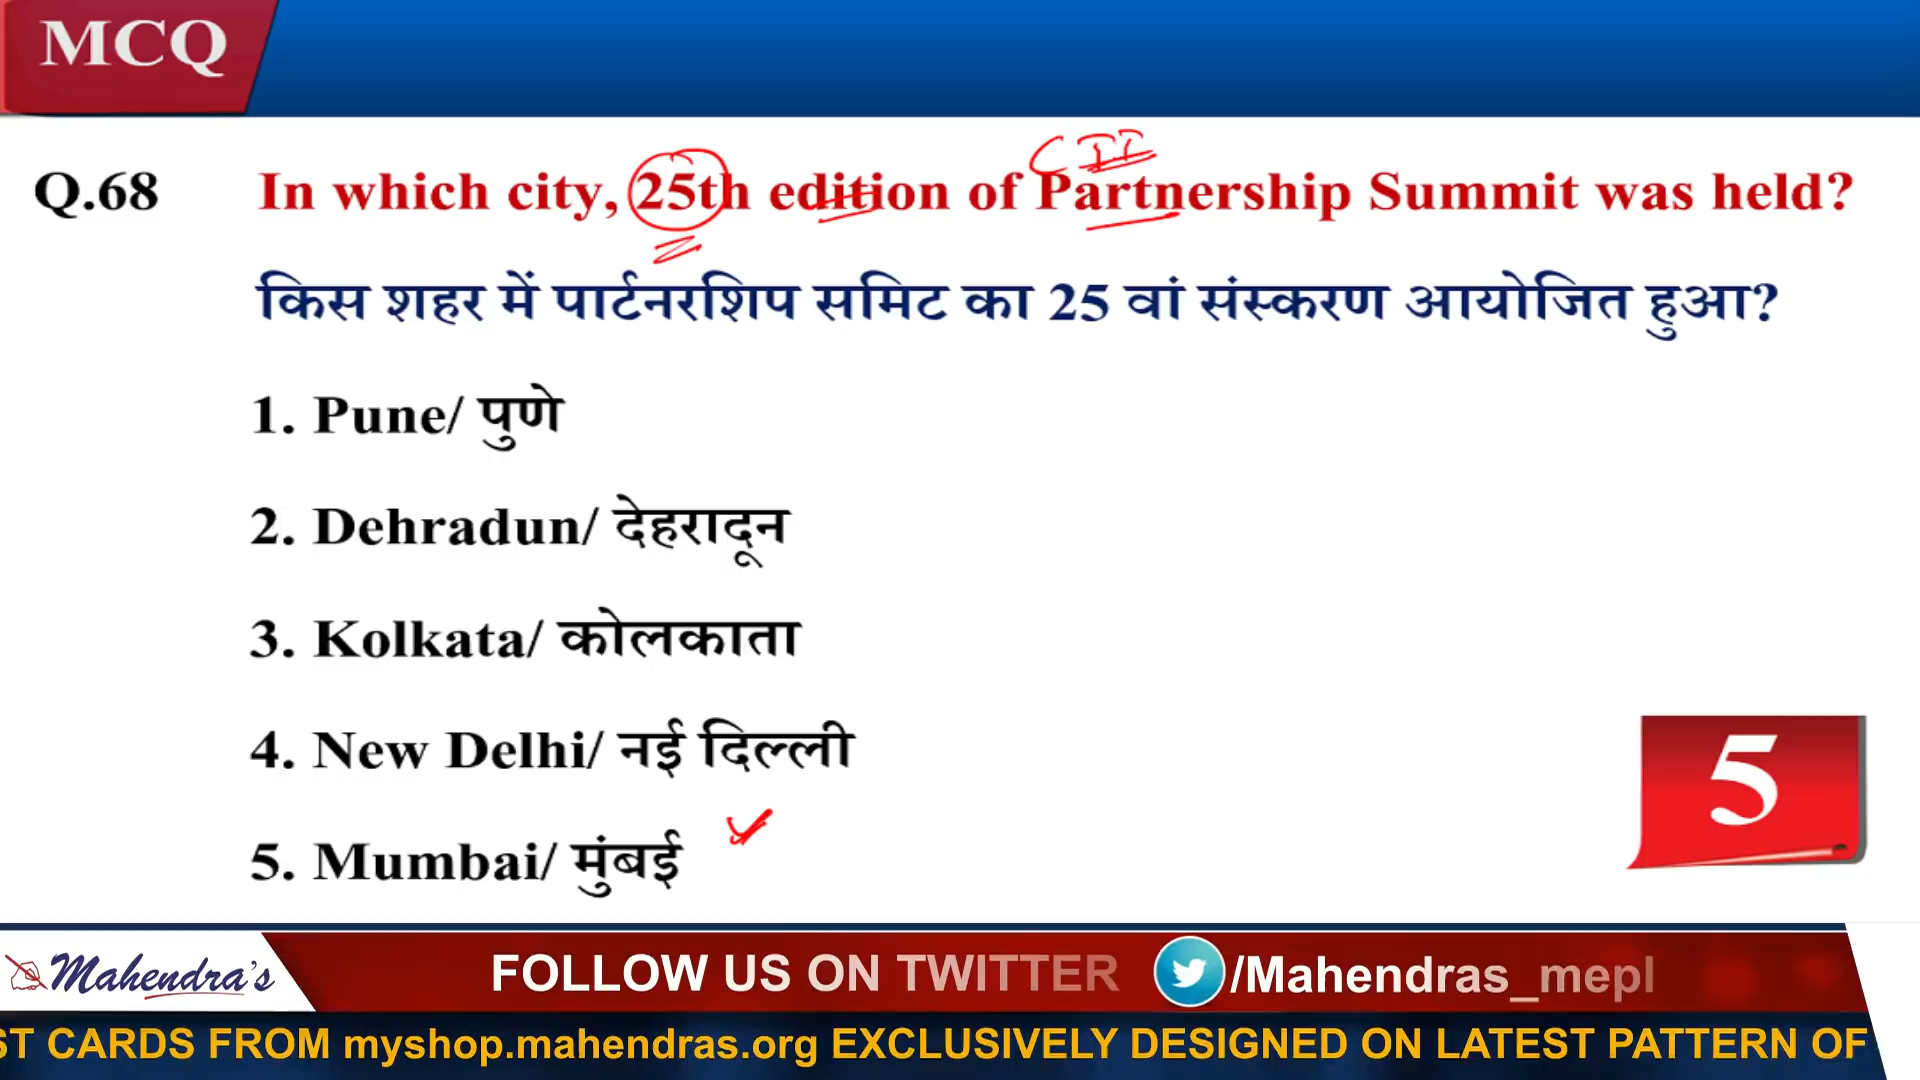 MCQ
CII
Q.68 In which city, 25th edition of Partnership Summit was held?
किस शहर में पार्टनरशिप समिट का 25 वां संस्करण आयोजित हुआ?
1. Pune/ पुणे
2. Dehradun/ देहरादून
3. Kolkata/ कोलकाता
4. New Delhi/ नई दिल्ली
5. Mumbai/ मुंबई
5
Mahendra's
FOLLOW US ON TWITTER /Mahendras_mepl
ST CARDS FROM myshop.mahendras.org EXCLUSIVELY DESIGNED ON LATEST PATTERN OF